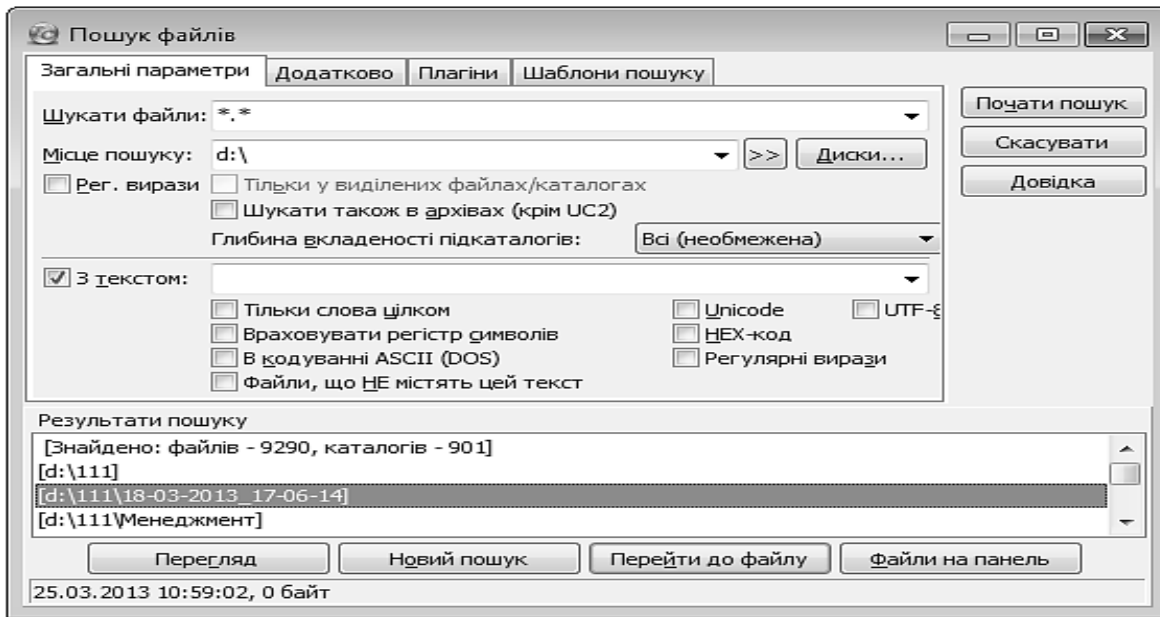 Пошук файлів
Загальні параметри Додатково Плагіни Шаблони пошуку
Шукати файли: *.* Почати пошук
Місце пошуку: d:\ >> Диски... Скасувати
Рег. вирази Тільки у виділених файлах/каталогах Довідка
Шукати також в архівах (крім UC2)
Глибина вкладеності підкаталогів: Всі (необмежена)
З текстом:
Тільки слова цілком Unicode UTF-8
Враховувати регістр символів HEX-код
В кодуванні ASCII (DOS) Регулярні вирази
Файли, що НЕ містять цей текст
Результати пошуку
[Знайдено: файлів - 9290, каталогів - 901]
[d:\111]
[d:\111\18-03-2013_17-06-14]
[d:\111\Менеджмент]
Перегляд Новий пошук Перейти до файлу Файли на панель
25.03.2013 10:59:02, 0 байт